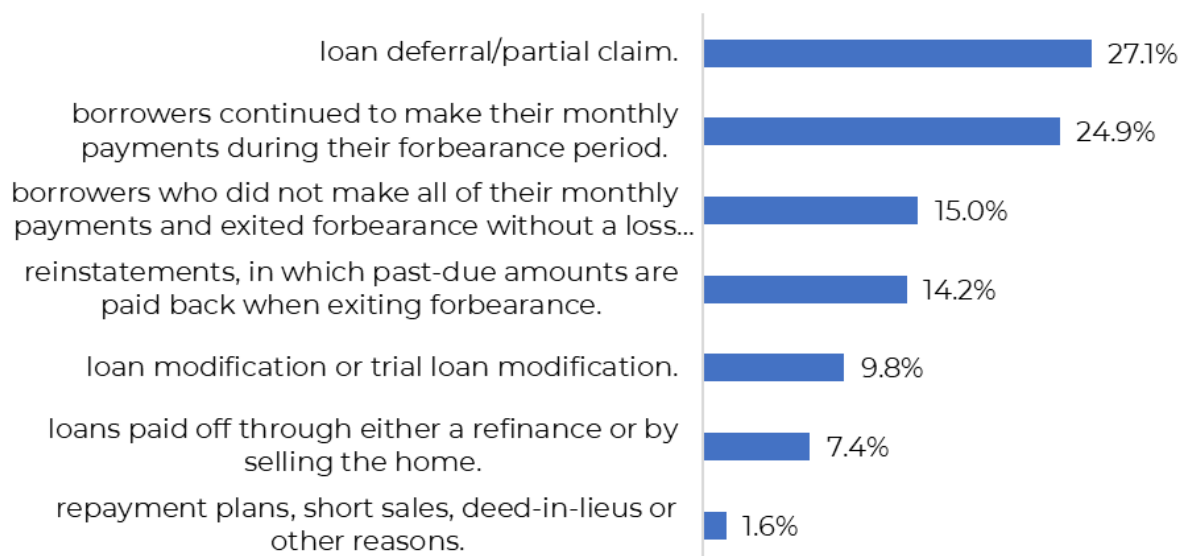 loan deferral/partial claim.
27.1%
borrowers continued to make their monthly
payments during their forbearance period.
24.9%
borrowers who did not make all of their monthly
payments and exited forbearance without a loss...
15.0%
reinstatements, in which past-due amounts are
paid back when exiting forbearance.
14.2%
loan modification or trial loan modification.
9.8%
loans paid off through either a refinance or by
selling the home.
7.4%
repayment plans, short sales, deed-in-lieus or
other reasons.
1.6%